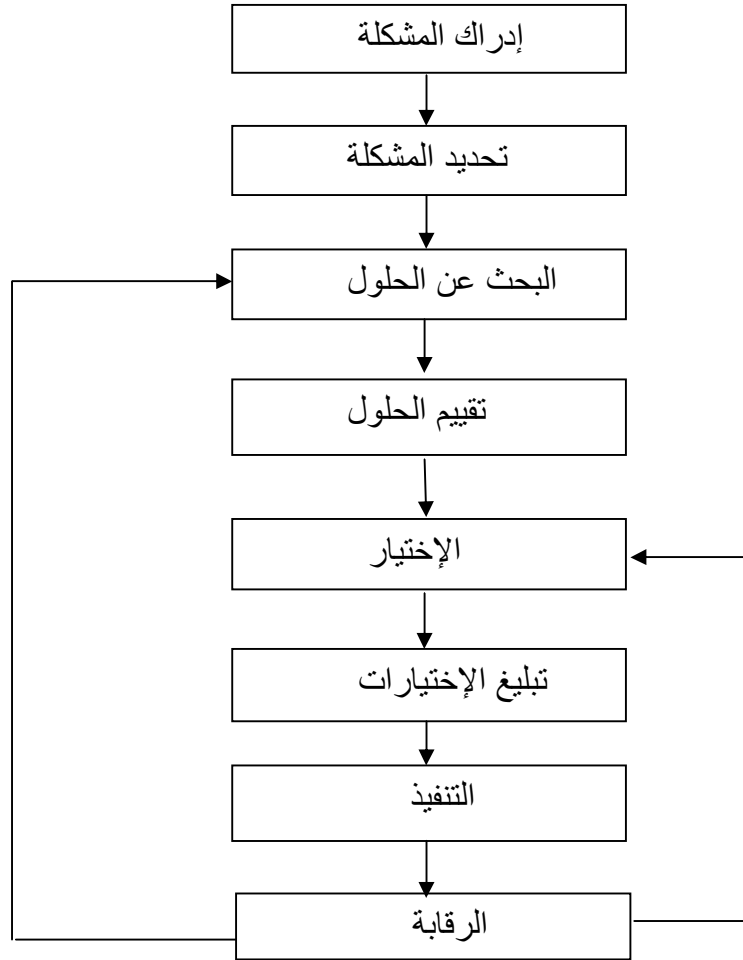 إدراك المشكلة
تحديد المشكلة
البحث عن الحلول
تقييم الحلول
الإختيار
تبليغ الإختيارات
التنفيذ
الرقابة